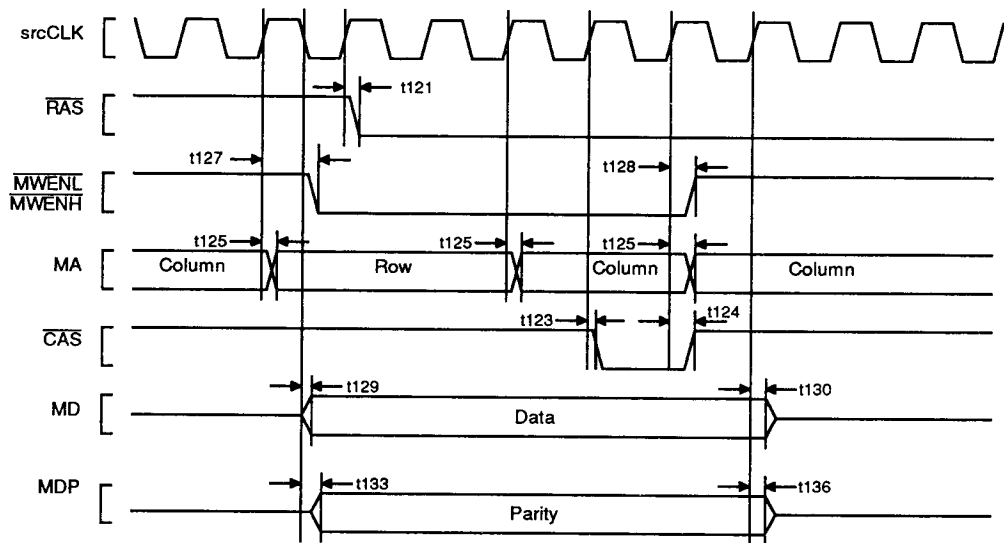 srcCLK
RAS
t121
t127
MWENL
MWENH
t128
t125
t125
t125
MA
Column
Row
Column
Column
CAS
t123
t124
MD
t129
Data
t130
MDP
t133
Parity
t136